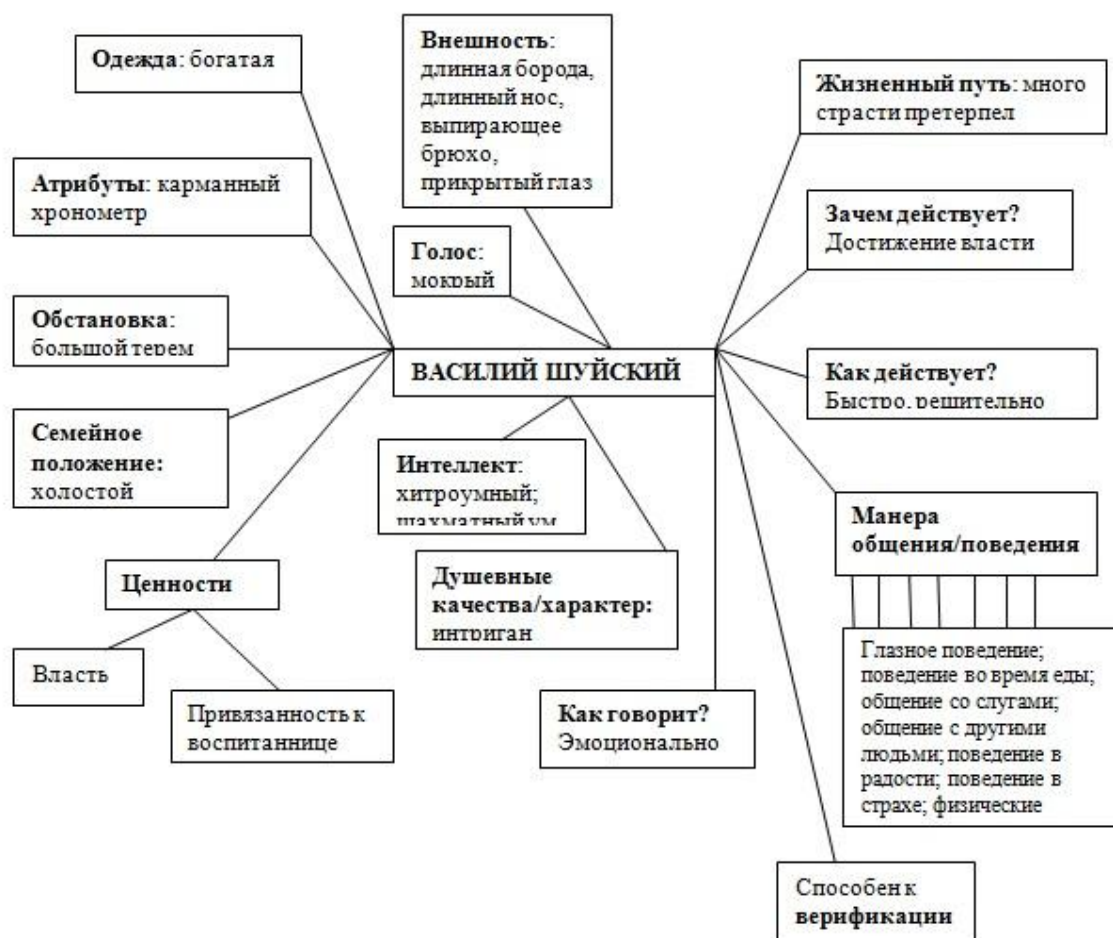 Одежда: богатая
Внешность:
длинная борода,
длинный нос,
выпирающее
брюхо,
прикрытый глаз
Жизненный путь: много
страсти претерпел
Атрибуты: карманный
хронометр
Голос:
мокрый
Зачем действует?
Достижение власти
Обстановка:
большой терем
ВАСИЛИЙ ШУЙСКИЙ
Как действует?
Быстро, решительно
Семейное
положение:
холостой
Интеллект:
хитроумный;
шахматный ум
Манера
общения/поведения
Ценности
Душевные
качества/характер:
интриган
Глазное поведение;
поведение во время еды;
общение со слугами;
общение с другими
людьми; поведение в
радости; поведение в
страхе; физические
Власть
Привязанность к
воспитаннице
Как говорит?
Эмоционально
Способен к
верификации